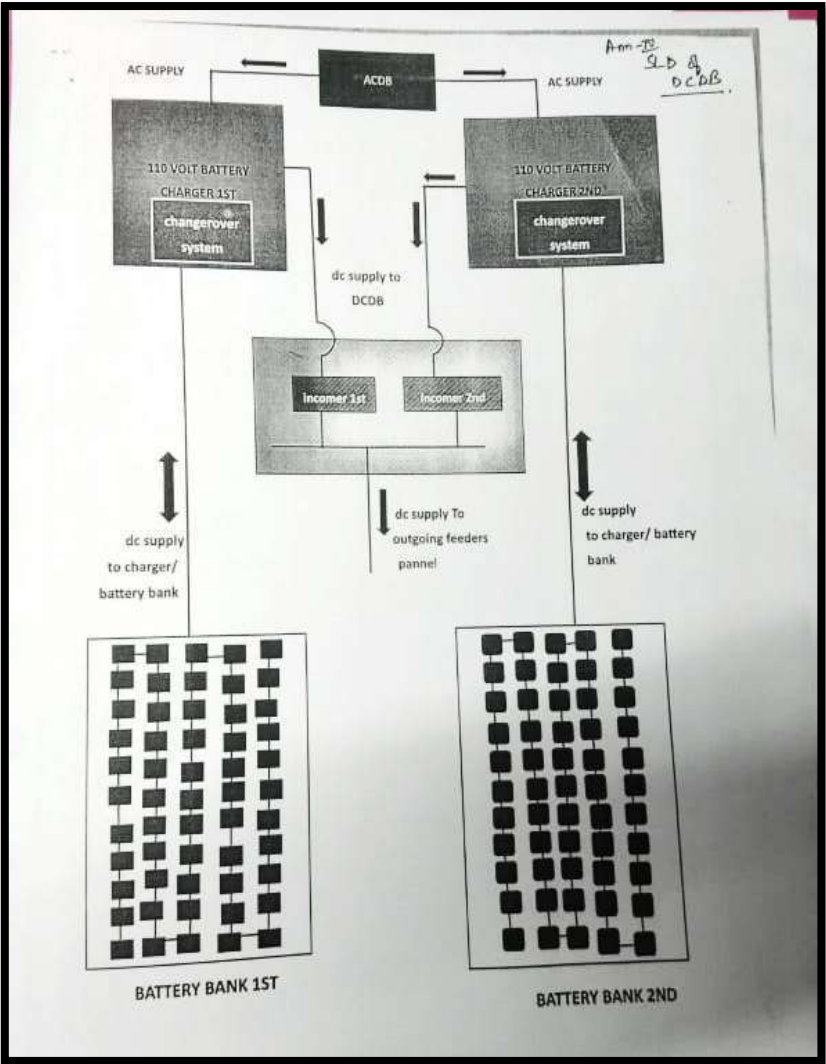 Ann-IV
SLD of
DCDB.
AC SUPPLY
ACDB
AC SUPPLY
110 VOLT BATTERY
CHARGER 1ST
changerover
system
110 VOLT BATTERY
CHARGER 2ND
changerover
system
dc supply to
DCDB
incomer 1st
incomer 2nd
dc supply To
outgoing feeders
pannel
dc supply
to charger/
battery bank
dc supply
to charger/ battery
bank
BATTERY BANK 1ST
BATTERY BANK 2ND